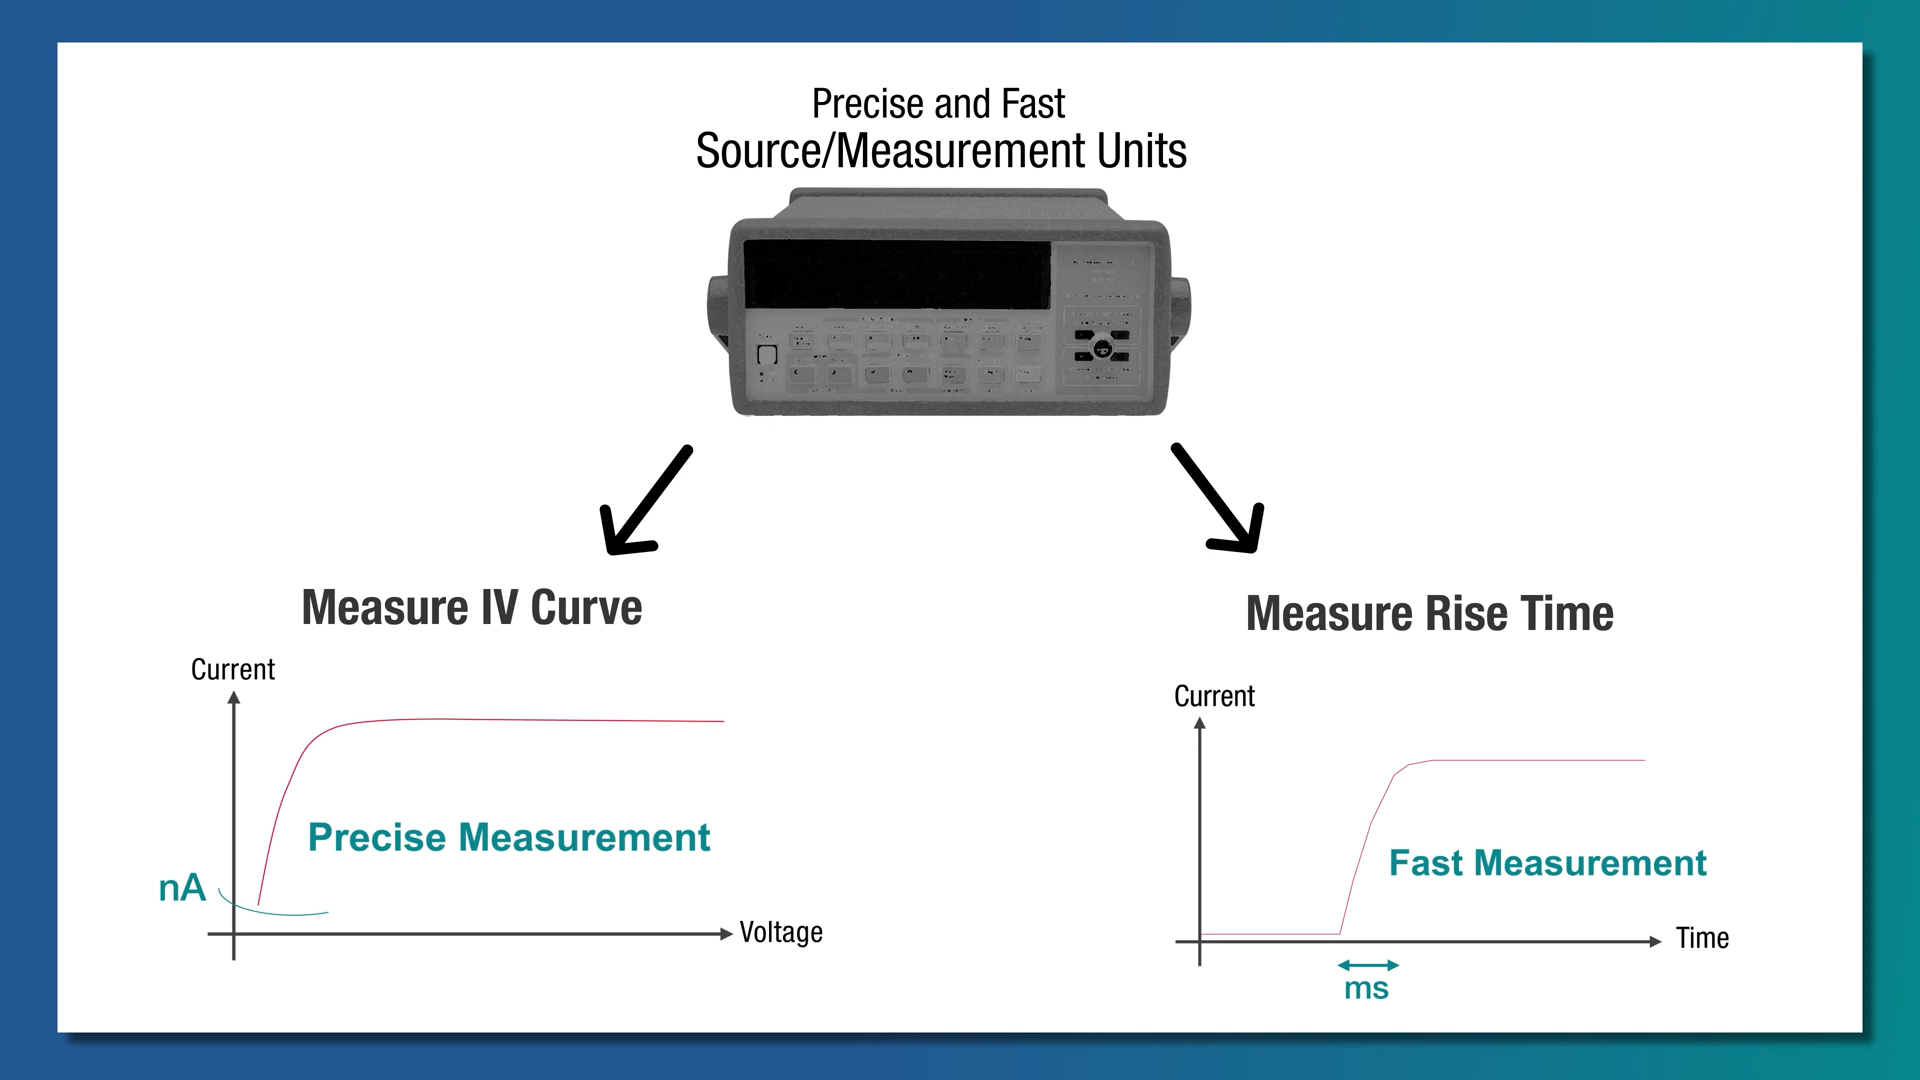 Precise and Fast
Source/Measurement Units
Measure IV Curve
Current
Precise Measurement
nA
Voltage
Measure Rise Time
Current
Fast Measurement
Time
ms